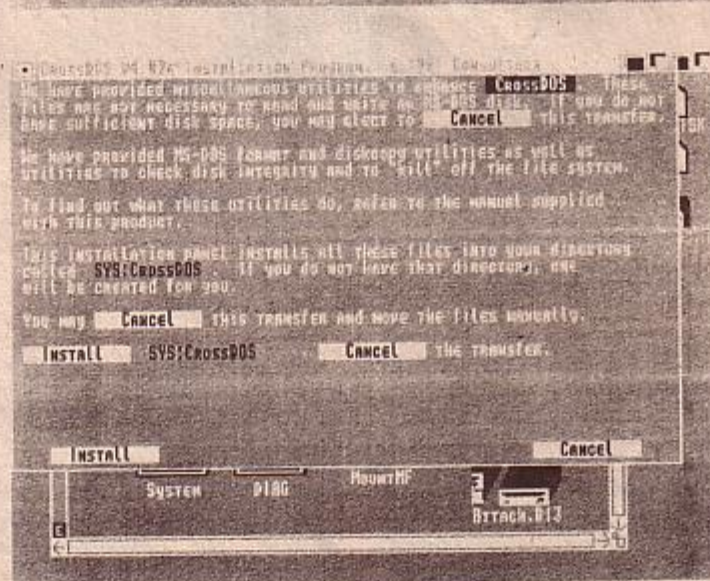 CrossDOS V4.02c Installation Program.
We have provided miscellaneous utilities to enhance CrossDOS. These
files are not necessary to read and write an MS-DOS disk. If you do not
have sufficient disk space, you may elect to Cancel this transfer.
We have provided MS-DOS format and diskcopy utilities as well as
utilities to check disk integrity and to "kill" off the file system.
To find out what these utilities do, refer to the manual supplied
with this product.
This installation panel installs all these files into your directory
called SYS:CrossDOS. If you do not have that directory, one
will be created for you.
You may Cancel this transfer and move the files manually.
Install SYS:CrossDOS . Cancel the transfer.
Install Cancel
System DIAG MountMF Attack.013